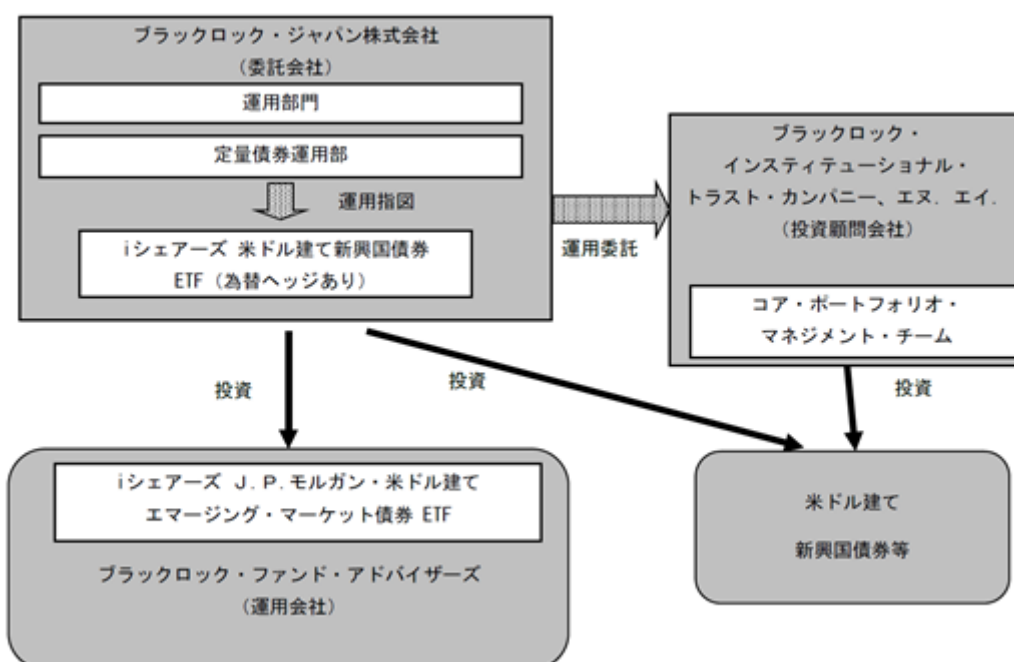 ブラックロック・ジャパン株式会社
（委託会社）
運用部門
定量債券運用部
運用指図
iシェアーズ 米ドル建て新興国債券
ETF（為替ヘッジあり）
運用委託
ブラックロック・
インスティテューショナル・
トラスト・カンパニー、エヌ．エイ．
（投資顧問会社）
コア・ポートフォリオ・
マネジメント・チーム
投資
投資
投資
iシェアーズ Ｊ.Ｐ.モルガン・米ドル建て
エマージング・マーケット債券 ETF
ブラックロック・ファンド・アドバイザーズ
（運用会社）
米ドル建て
新興国債券等